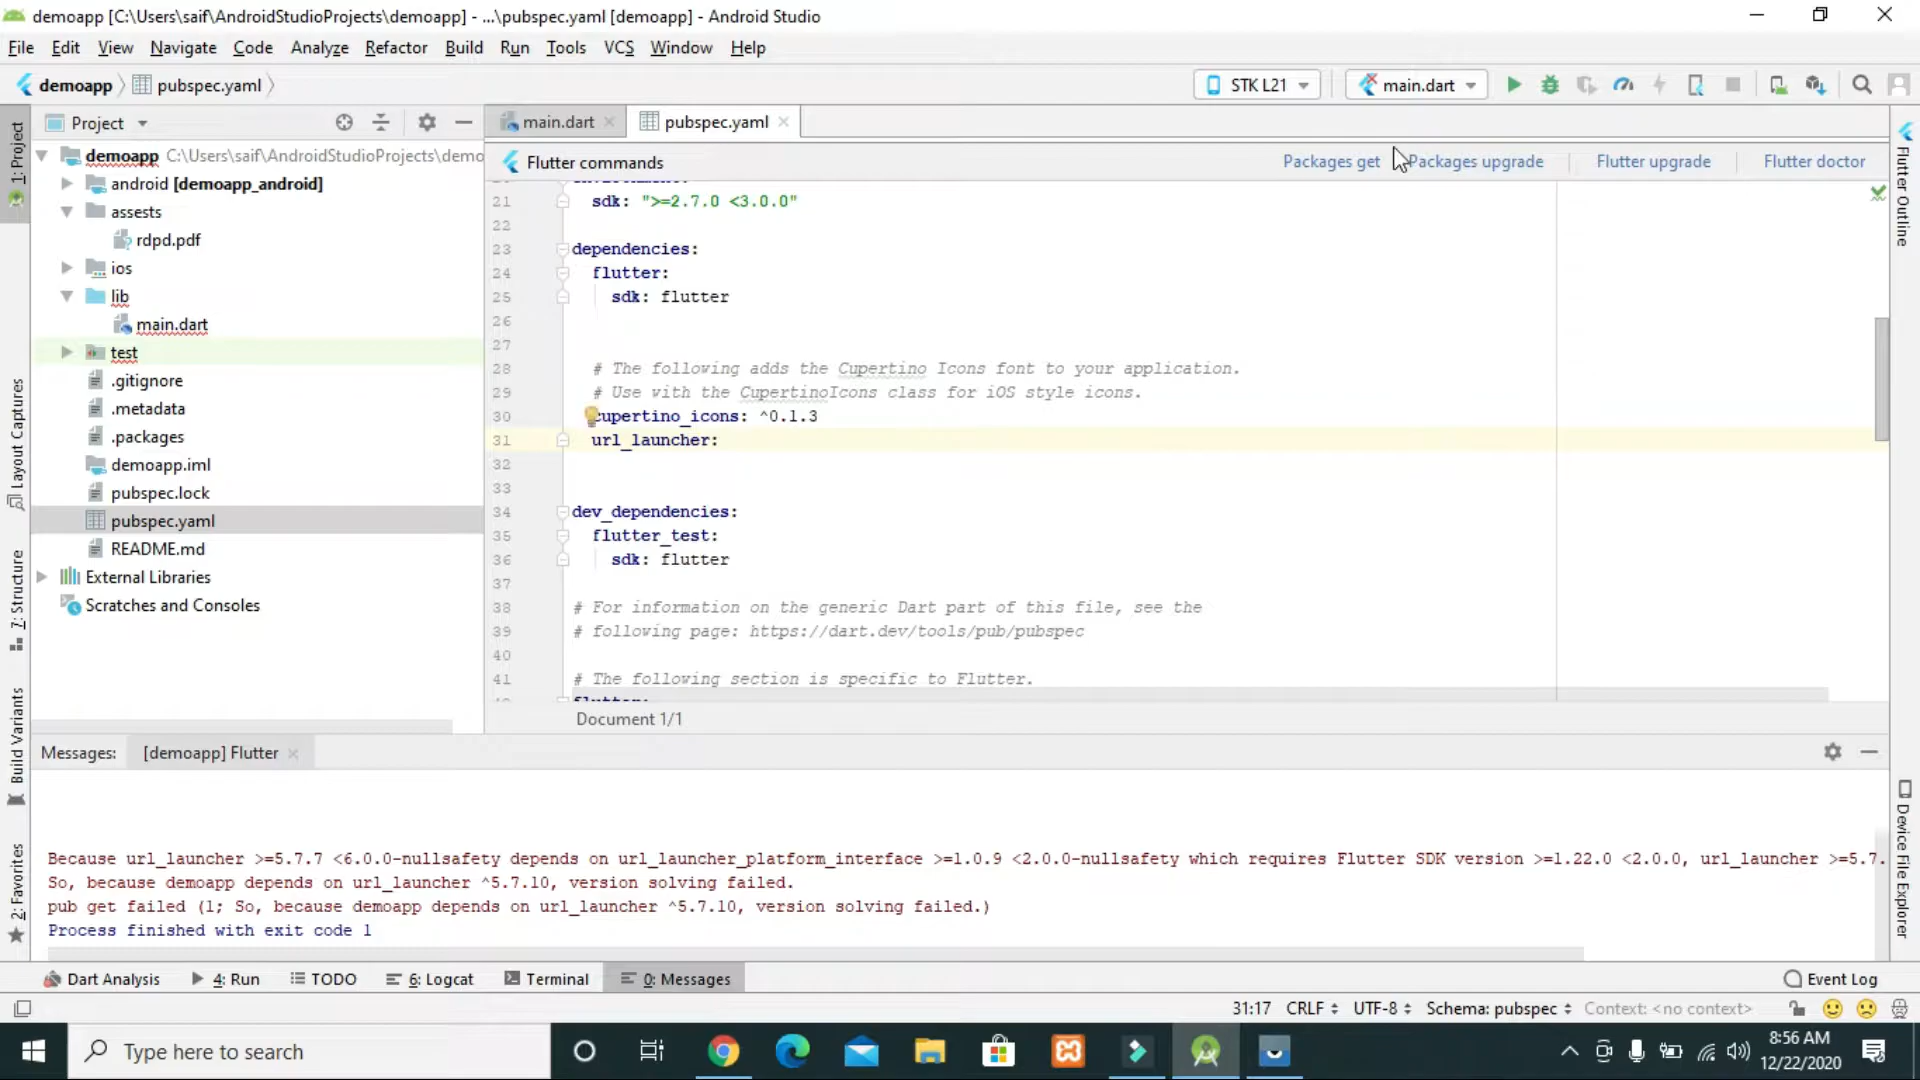 demoapp [C:\Users\saif\AndroidStudioProjects\demoapp] - ...\pubspec.yaml [demoapp] - Android Studio
File Edit View Navigate Code Analyze Refactor Build Run Tools VCS Window Help
demoapp pubspec.yaml STK L21 main.dart
Project
main.dart pubspec.yaml
Flutter commands Packages get Packages upgrade Flutter upgrade Flutter doctor
demoapp C:\Users\saif\AndroidStudioProjects\demo
android [demoapp_android]
assests
rdpd.pdf
ios
lib
main.dart
test
.gitignore
.metadata
.packages
demoapp.iml
pubspec.lock
pubspec.yaml
README.md
External Libraries
Scratches and Consoles
21 sdk: ">=2.7.0 <3.0.0"
22
23 dependencies:
24 flutter:
25 sdk: flutter
26
27
28 # The following adds the Cupertino Icons font to your application.
29 # Use with the CupertinoIcons class for iOS style icons.
30 cupertino_icons: ^0.1.3
31 url_launcher:
32
33
34 dev_dependencies:
35 flutter_test:
36 sdk: flutter
37
38 # For information on the generic Dart part of this file, see the
39 # following page: https://dart.dev/tools/pub/pubspec
40
41 # The following section is specific to Flutter.
Document 1/1
1: Project
Layout Captures
7: Structure
Build Variants
2: Favorites
Flutter Outline
Device File Explorer
Messages: [demoapp] Flutter
Because url_launcher >=5.7.7 <6.0.0-nullsafety depends on url_launcher_platform_interface >=1.0.9 <2.0.0-nullsafety which requires Flutter SDK version >=1.22.0 <2.0.0, url_launcher >=5.7.
So, because demoapp depends on url_launcher ^5.7.10, version solving failed.
pub get failed (1; So, because demoapp depends on url_launcher ^5.7.10, version solving failed.)
Process finished with exit code 1
Dart Analysis 4: Run TODO 6: Logcat Terminal 0: Messages Event Log
31:17 CRLF UTF-8 Schema: pubspec Context: <no context>
Type here to search
8:56 AM
12/22/2020